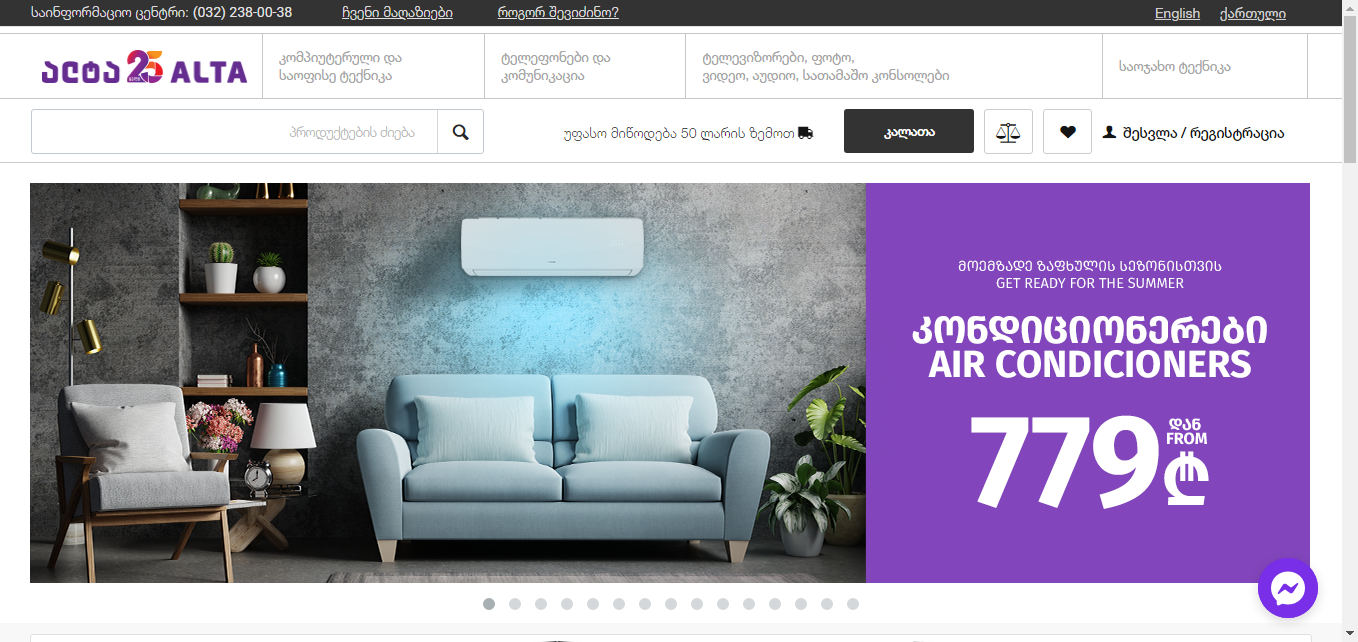 საინფორმაციო ცენტრი: (032) 238-00-38
ჩვენი მაღაზიები
როგორ შევიძინო?
English
ქართული
ალტა 25 ALTA
კომპიუტერული და
საოფისე ტექნიკა
ტელეფონები და
კომუნიკაცია
ტელევიზორები, ფოტო,
ვიდეო, აუდიო, სათამაშო კონსოლები
საოჯახო ტექნიკა
პროდუქტების ძიება
უფასო მიწოდება 50 ლარის ზემოთ
კალათა
შესვლა / რეგისტრაცია
მოემზადე ზაფხულის სეზონისთვის
GET READY FOR THE SUMMER
კონდიციონერები
AIR CONDICIONERS
779
დან
FROM
₾